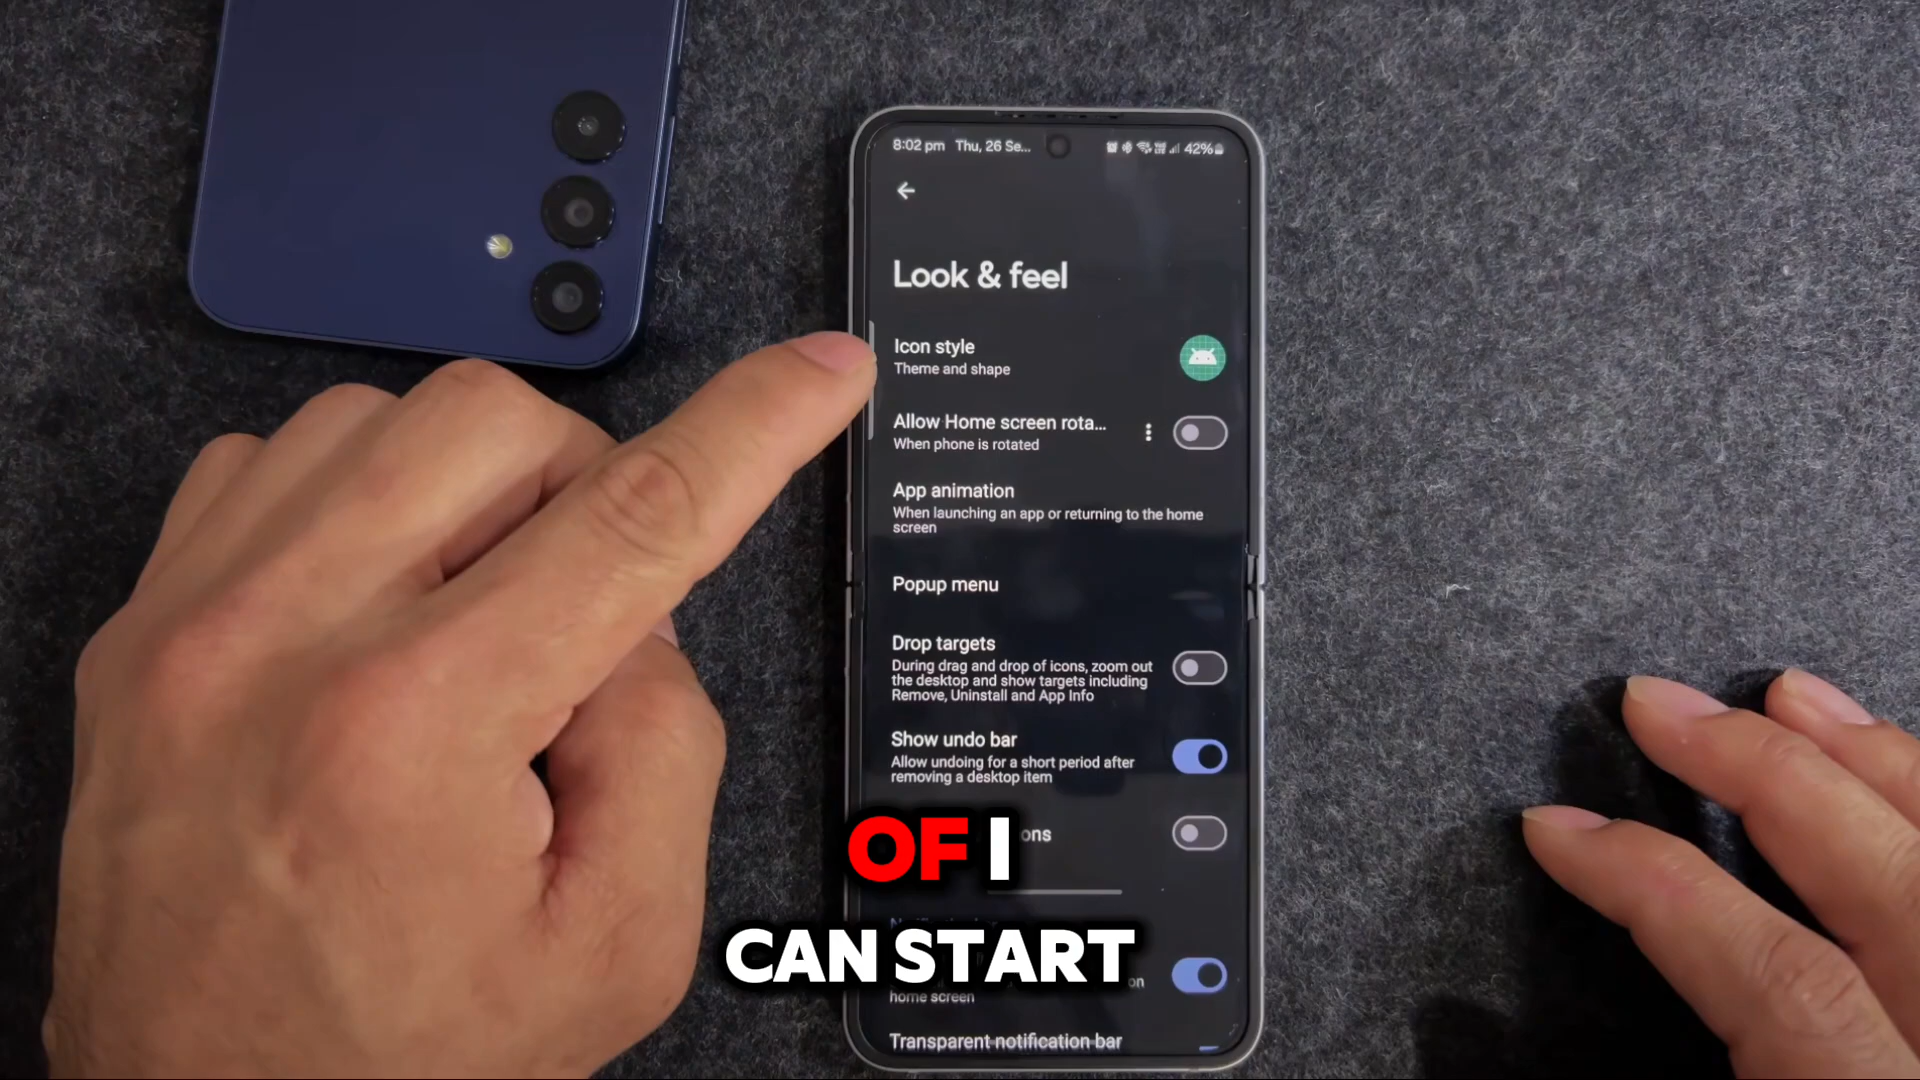 8:02 pm Thu, 26 Se... 42%
Look & feel
Icon style
Theme and shape
Allow Home screen rota...
When phone is rotated
App animation
When launching an app or returning to the home
screen
Popup menu
Drop targets
During drag and drop of icons, zoom out
the desktop and show targets including
Remove, Uninstall and App Info
Show undo bar
Allow undoing for a short period after
removing a desktop item
ons
OF I
CAN START
on
home screen
Transparent notification bar